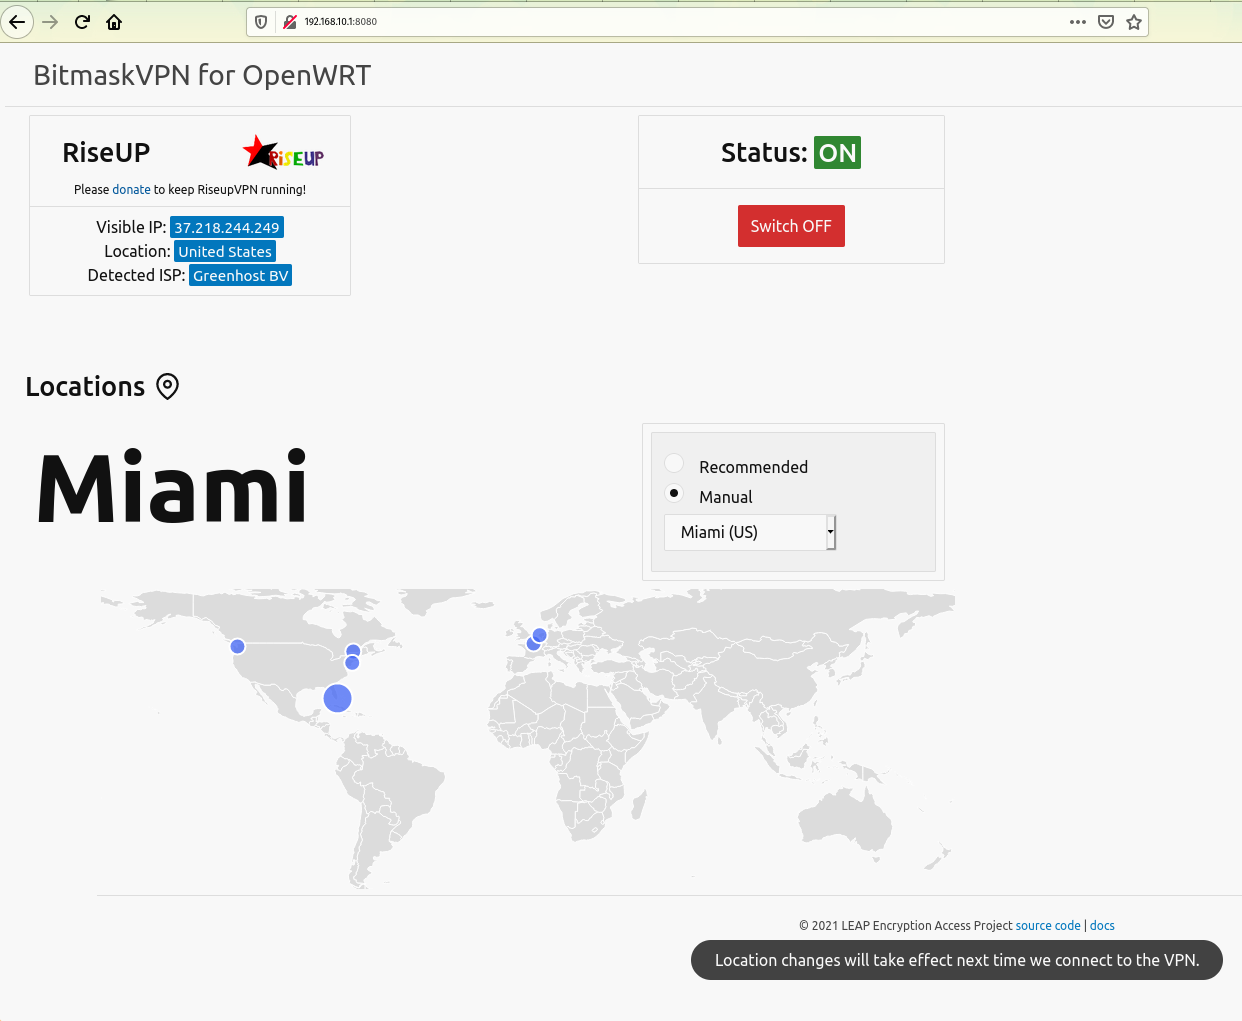 192.168.10.1:8080
BitmaskVPN for OpenWRT
RiseUP
RiSEUP
Please donate to keep RiseupVPN running!
Visible IP: 37.218.244.249
Location: United States
Detected ISP: Greenhost BV
Status: ON
Switch OFF
Locations
Miami
Recommended
Manual
Miami (US)
© 2021 LEAP Encryption Access Project source code | docs
Location changes will take effect next time we connect to the VPN.